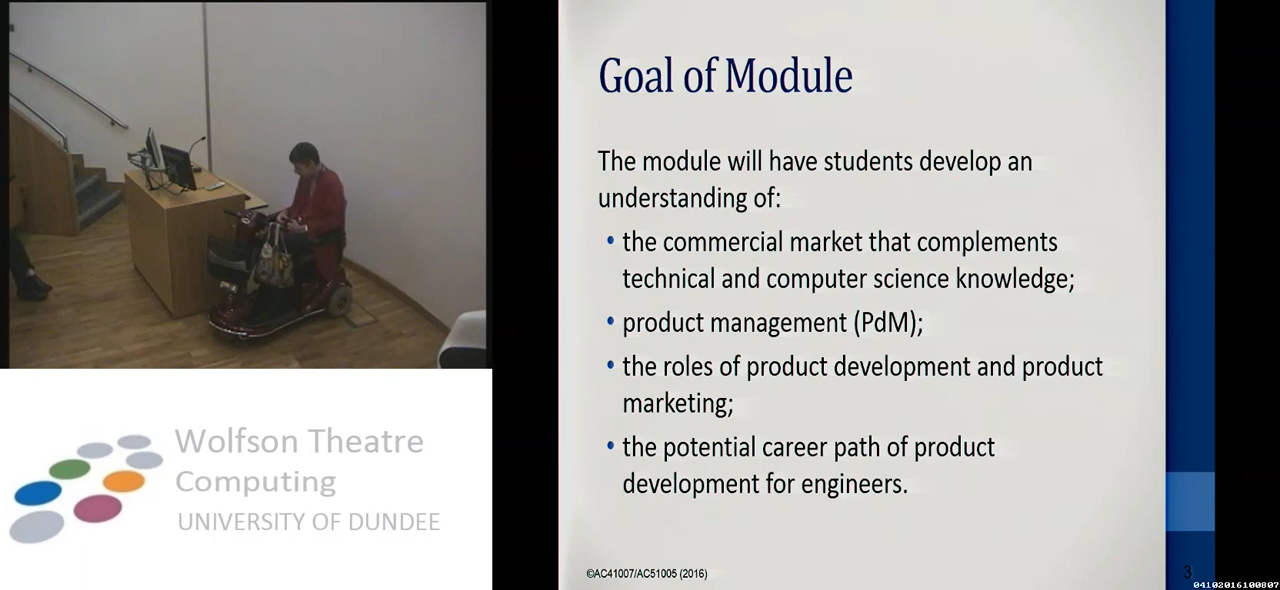 Goal of Module
The module will have students develop an
understanding of:
• the commercial market that complements
technical and computer science knowledge;
• product management (PdM);
• the roles of product development and product
marketing;
• the potential career path of product
development for engineers.
©AC41007/AC51005 (2016)
3
04102016100807
Wolfson Theatre
Computing
UNIVERSITY OF DUNDEE